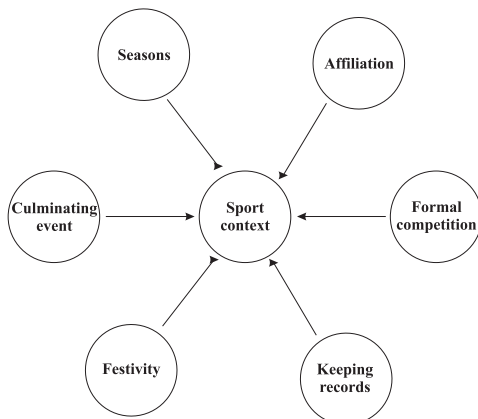 Seasons
Affiliation
Culminating
event
Sport
context
Formal
competition
Festivity
Keeping
records